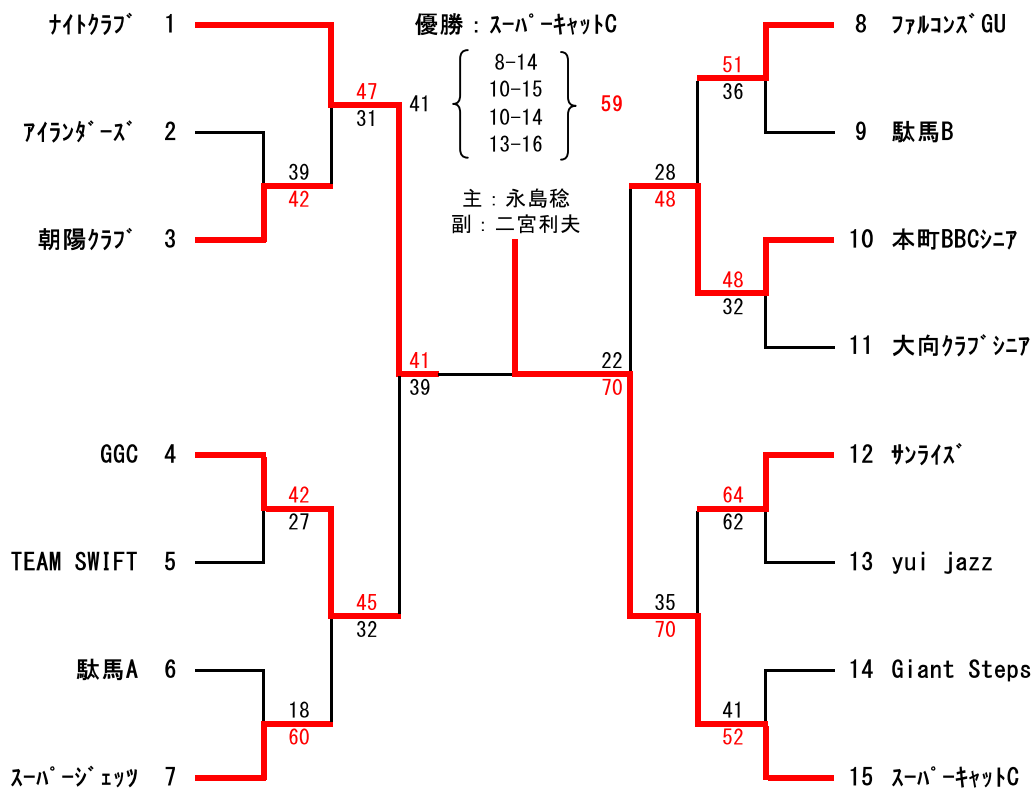 ナイトクラブ 1
アイランダーズ 2
朝陽クラブ 3
GGC 4
TEAM SWIFT 5
駄馬A 6
スーパージェッツ 7
47
31
39
42
41
39
42
27
45
32
18
60
優勝：スーパーキャットC
41
8-14
10-15
10-14
13-16
59
主：永島稔
副：二宮利夫
22
70
28
48
51
36
48
32
35
70
64
62
41
52
8 ファルコンズGU
9 駄馬B
10 本町BBCシニア
11 大向クラブシニア
12 サンライズ
13 yui jazz
14 Giant Steps
15 スーパーキャットC